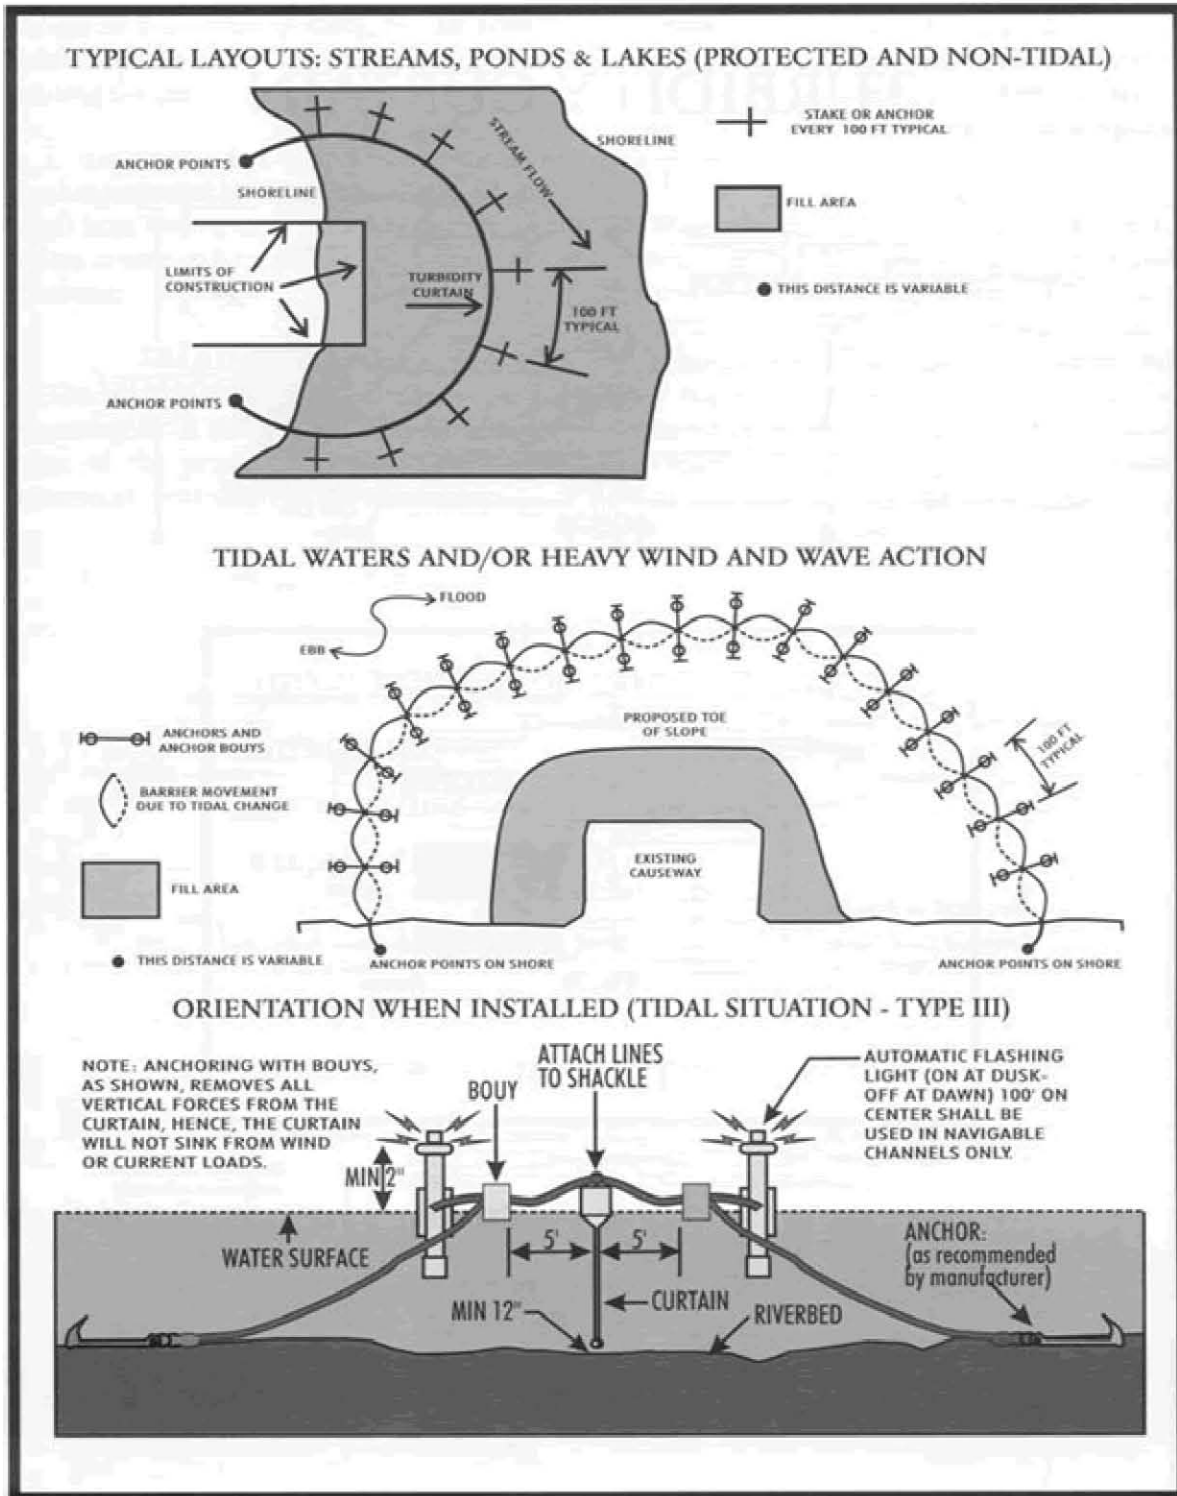 TYPICAL LAYOUTS: STREAMS, PONDS & LAKES (PROTECTED AND NON-TIDAL)
STAKE OR ANCHOR
EVERY 100 FT TYPICAL
STREAM FLOW
SHORELINE
ANCHOR POINTS
SHORELINE
FILL AREA
LIMITS OF
CONSTRUCTION
TURBIDITY
CURTAIN
100 FT
TYPICAL
THIS DISTANCE IS VARIABLE
ANCHOR POINTS
TIDAL WATERS AND/OR HEAVY WIND AND WAVE ACTION
FLOOD
EBB
ANCHORS AND
ANCHOR BOUYS
PROPOSED TOE
OF SLOPE
100 FT
TYPICAL
BARRIER MOVEMENT
DUE TO TIDAL CHANGE
EXISTING
CAUSEWAY
FILL AREA
THIS DISTANCE IS VARIABLE
ANCHOR POINTS ON SHORE
ANCHOR POINTS ON SHORE
ORIENTATION WHEN INSTALLED (TIDAL SITUATION - TYPE III)
NOTE: ANCHORING WITH BOUYS,
AS SHOWN, REMOVES ALL
VERTICAL FORCES FROM THE
CURTAIN, HENCE, THE CURTAIN
WILL NOT SINK FROM WIND
OR CURRENT LOADS.
BOUY
ATTACH LINES
TO SHACKLE
AUTOMATIC FLASHING
LIGHT (ON AT DUSK-
OFF AT DAWN) 100' ON
CENTER SHALL BE
USED IN NAVIGABLE
CHANNELS ONLY.
MIN 2"
WATER SURFACE
5'
5'
ANCHOR:
(as recommended
by manufacturer)
MIN 12"
CURTAIN
RIVERBED